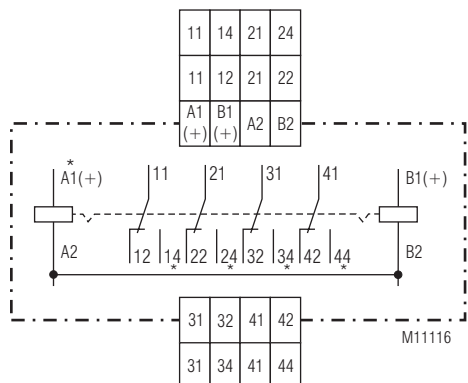 11 14 21 24
11 12 21 22
A1 (+) B1 (+) A2 B2
* A1(+) 11 21 31 41 B1(+)
A2 12 14 22 24 32 34 42 44 B2
* * * *
31 32 41 42
M11116
31 34 41 44